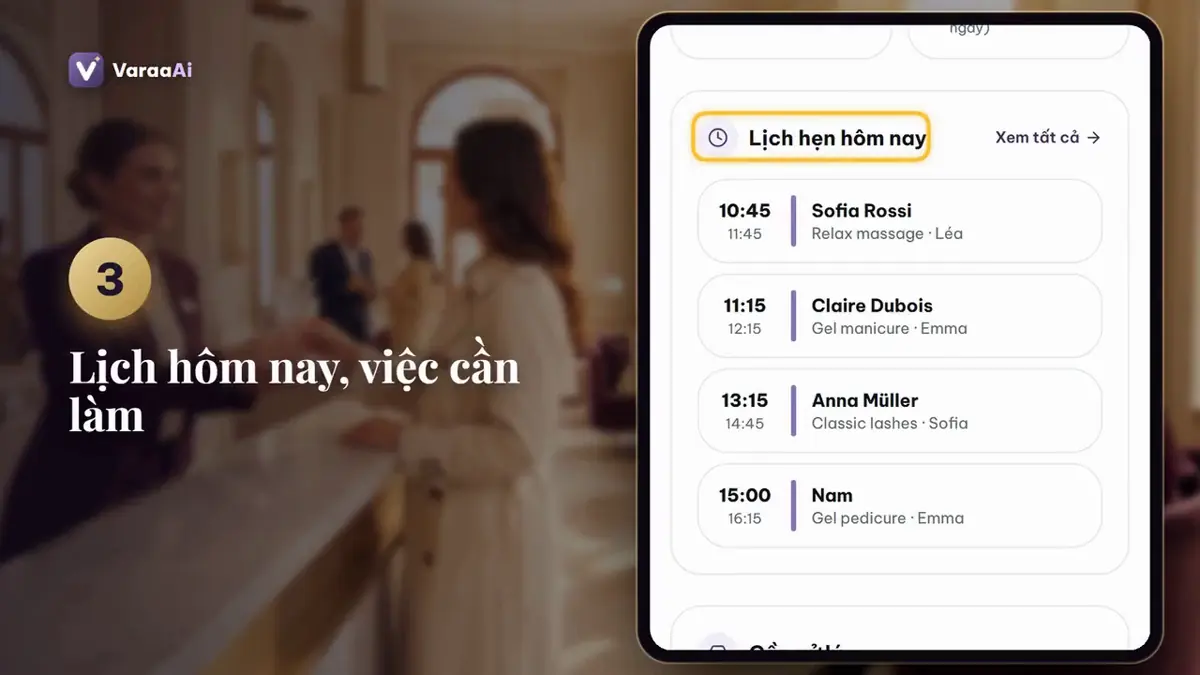 VaraaAi
3
Lịch hôm nay, việc cần
làm
ngày)
Lịch hẹn hôm nay
Xem tất cả →
10:45
11:45
Sofia Rossi
Relax massage · Léa
11:15
12:15
Claire Dubois
Gel manicure · Emma
13:15
14:45
Anna Müller
Classic lashes · Sofia
15:00
16:15
Nam
Gel pedicure · Emma